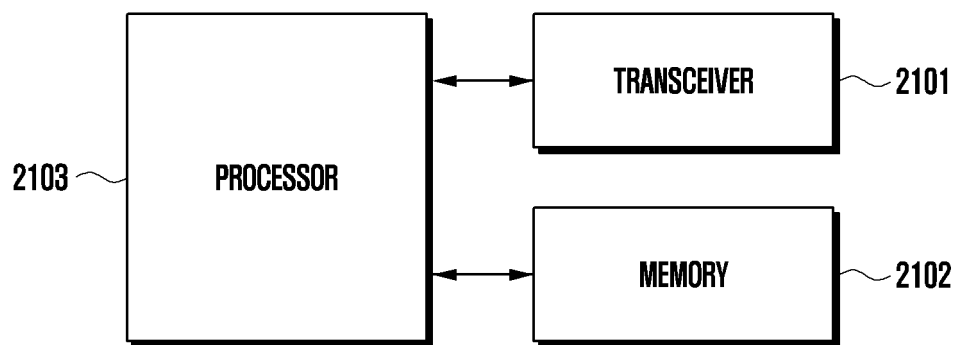 TRANSCEIVER
2101
2103
PROCESSOR
MEMORY
2102